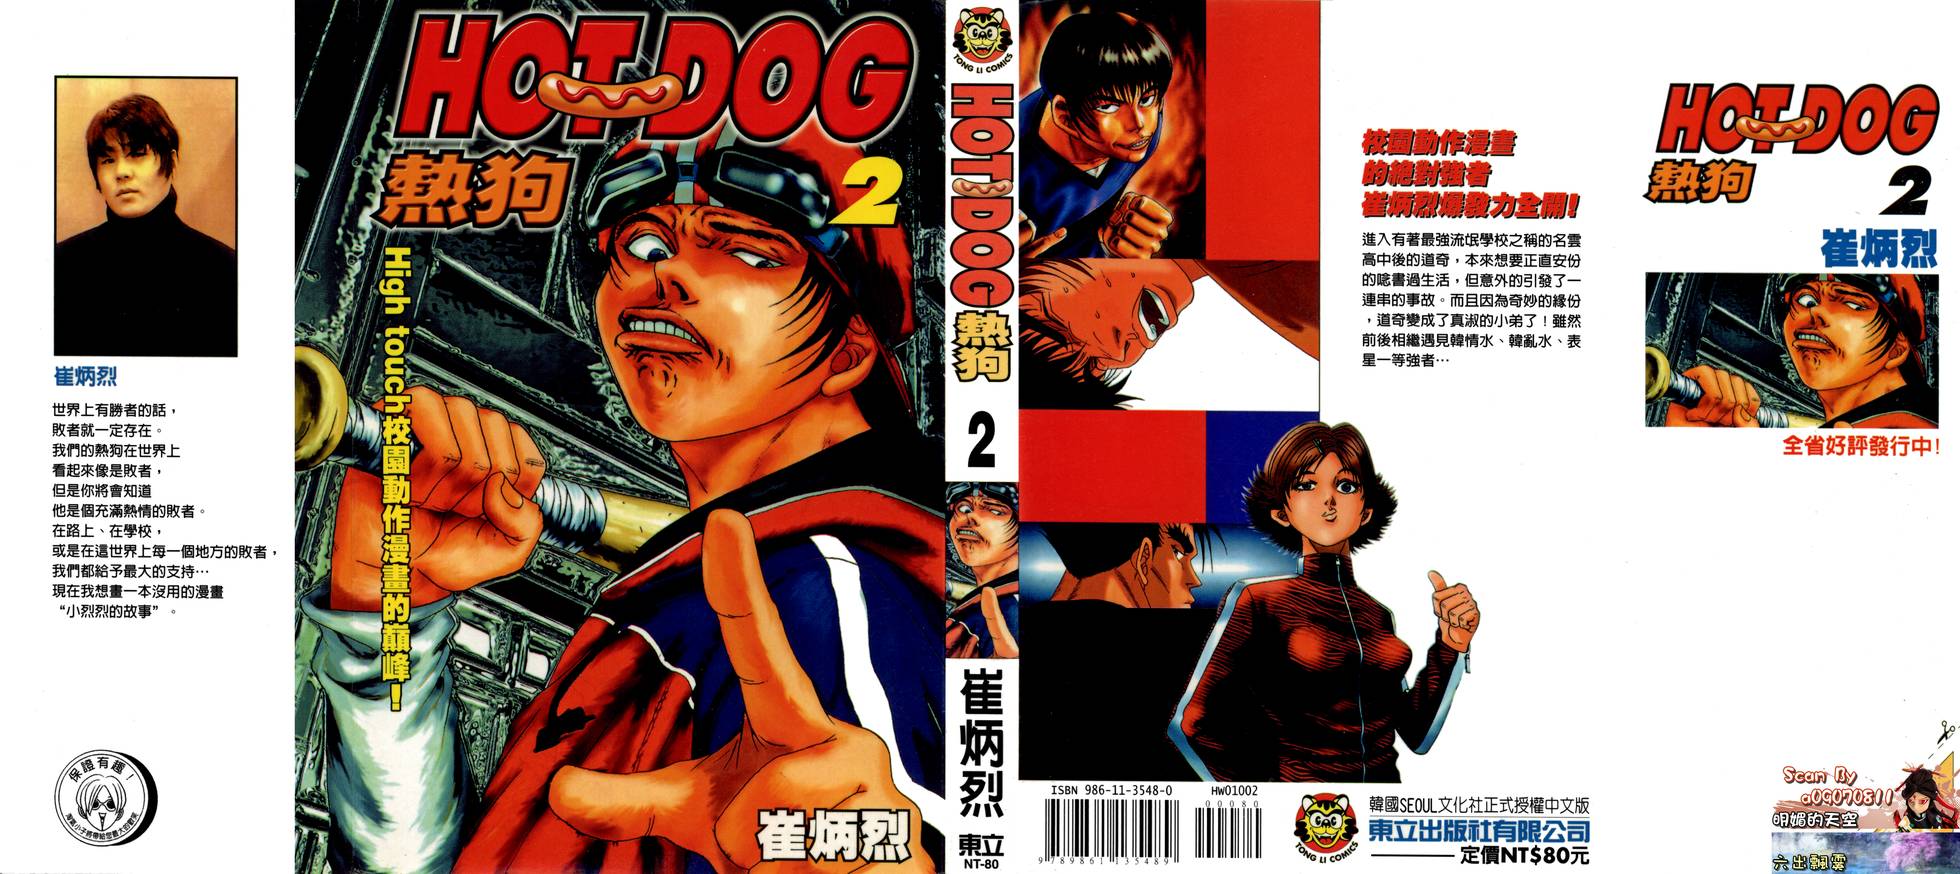 崔炳烈
世界上有勝者的話，
敗者就一定存在。
我們的熱狗在世界上
看起來像是敗者，
但是你將會知道
他是個充滿熱情的敗者。
在路上、在學校，
或是在這世界上每一個地方的敗者，
我們都給予最大的支持…
現在我想畫一本沒用的漫畫
“小烈烈的故事”。
保證有趣！
HOT DOG
熱狗
2
High touch校園動作漫畫的巔峰！
崔炳烈
TONG LI COMICS
HOT DOG
熱狗
2
崔炳烈
東立
NT-80
校園動作漫畫
的絕對強者
崔炳烈爆發力全開！
進入有著最強流氓學校之稱的名雲
高中後的道奇，本來想要正直安份
的唸書過生活，但意外的引發了一
連串的事故。而且因為奇妙的緣份
，道奇變成了真淑的小弟了！雖然
前後相繼遇見韓情水、韓亂水、表
星一等強者…
ISBN 986-11-3548-0
HW01002
00080
9789861135489
TONG LI COMICS
韓國SEOUL文化社正式授權中文版
東立出版社有限公司
定價NT$80元
HOT DOG
熱狗
2
崔炳烈
全省好評發行中！
Scan By
a09070811
明媚的天空
六出飄霙